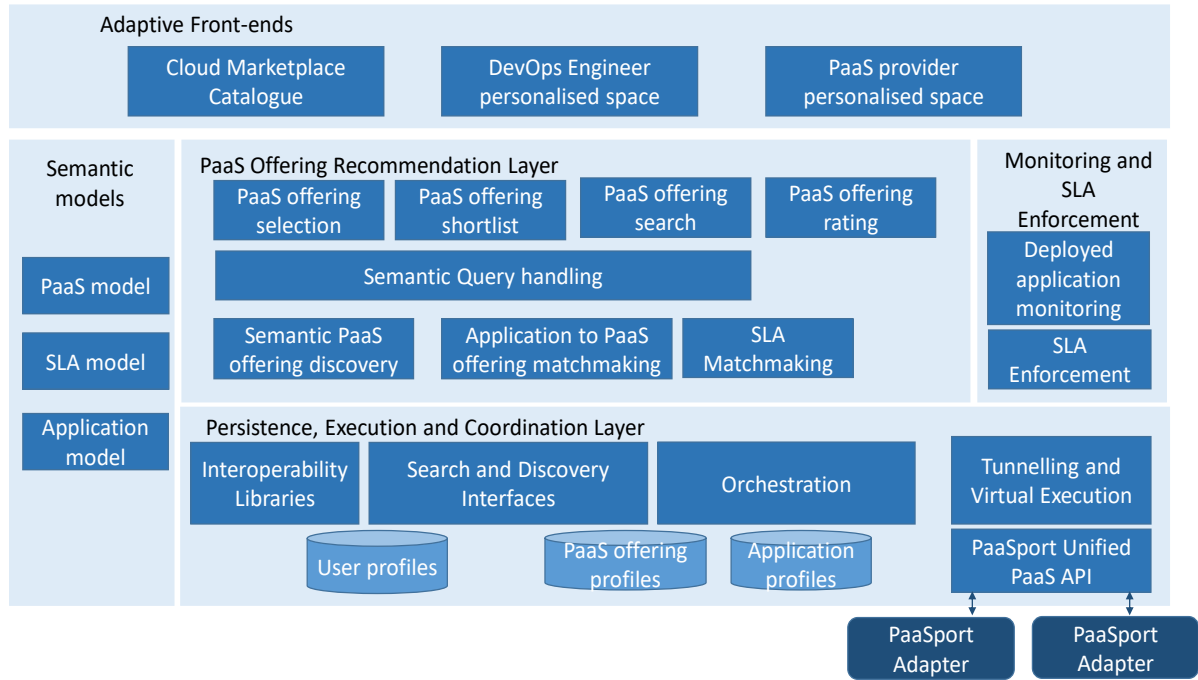 Adaptive Front-ends
Cloud Marketplace
Catalogue
DevOps Engineer
personalised space
PaaS provider
personalised space
Semantic
models
PaaS model
SLA model
Application
model
PaaS Offering Recommendation Layer
PaaS offering
selection
PaaS offering
shortlist
PaaS offering
search
PaaS offering
rating
Semantic Query handling
Semantic PaaS
offering discovery
Application to PaaS
offering matchmaking
SLA
Matchmaking
Monitoring and
SLA
Enforcement
Deployed
application
monitoring
SLA
Enforcement
Persistence, Execution and Coordination Layer
Interoperability
Libraries
Search and Discovery
Interfaces
Orchestration
Tunnelling and
Virtual Execution
User profiles
PaaS offering
profiles
Application
profiles
PaaSport Unified
PaaS API
PaaSport
Adapter
PaaSport
Adapter